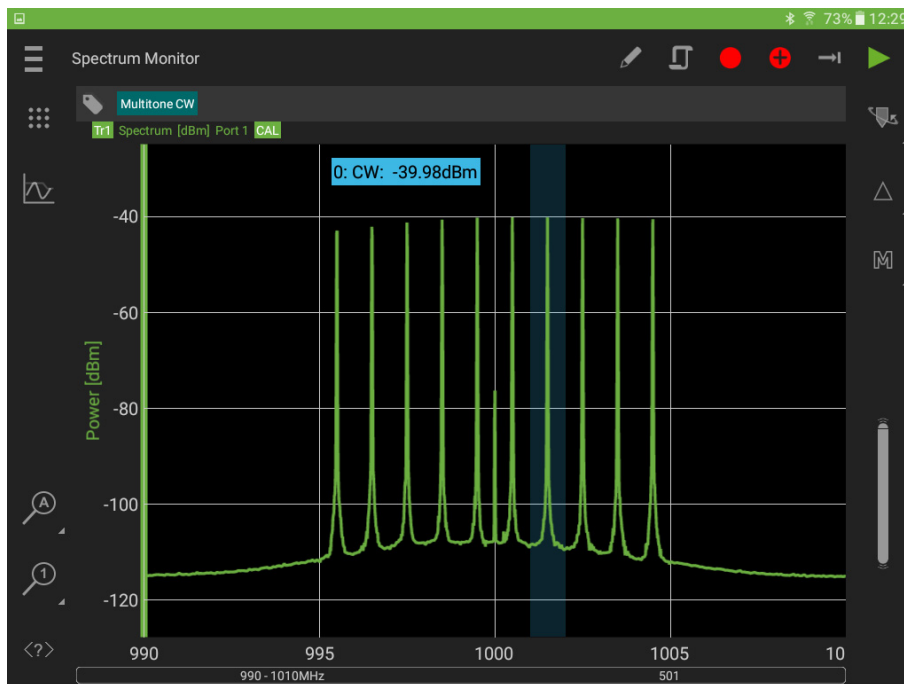 73% 12:29
Spectrum Monitor
Multitone CW
Tr1 Spectrum [dBm] Port 1 CAL
0: CW: -39.98dBm
-40
-60
-80
-100
-120
Power [dBm]
A
1
M
<?>
990 995 1000 1005 10
990 - 1010MHz 501